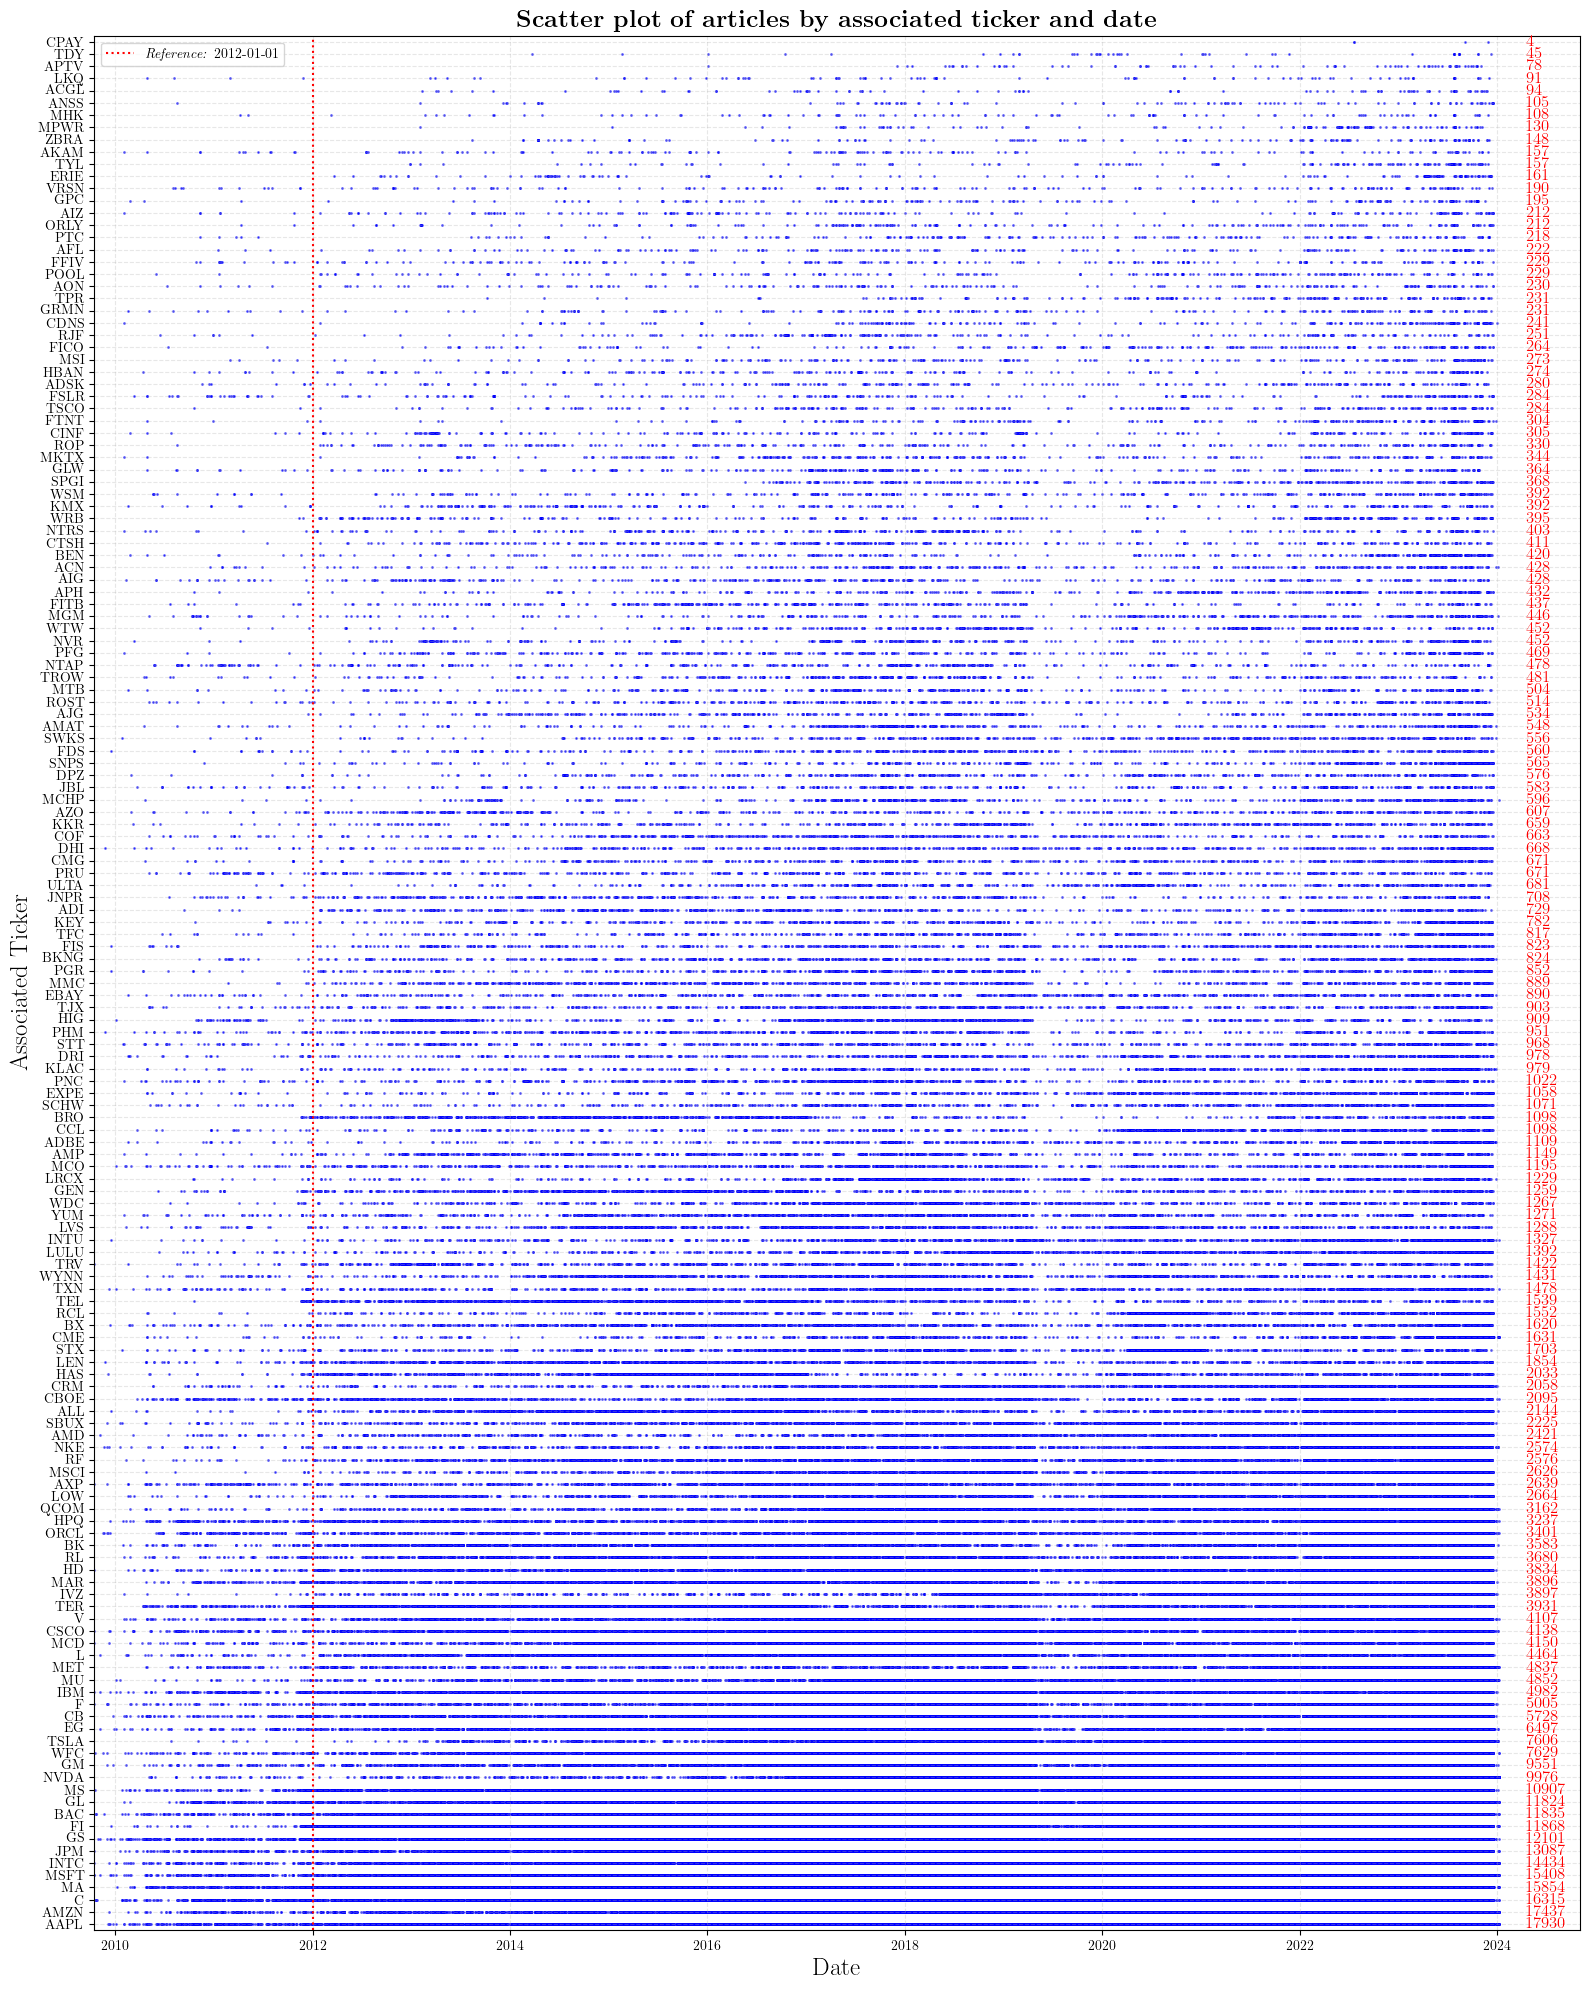 Scatter plot of articles by associated ticker and date
Reference: 2012-01-01
CPAY 4
TDY 45
APTV 78
LKQ 91
ACGL 94
ANSS 105
MHK 108
MPWR 130
ZBRA 148
AKAM 157
TYL 157
ERIE 161
VRSN 190
GPC 195
AIZ 212
ORLY 212
PTC 218
AFL 222
FFIV 229
POOL 229
AON 230
TPR 231
GRMN 231
CDNS 241
RJF 251
FICO 264
MSI 273
HBAN 274
ADSK 280
FSLR 284
TSCO 284
FTNT 304
CINF 305
ROP 330
MKTX 344
GLW 364
SPGI 368
WSM 392
KMX 392
WRB 395
NTRS 403
CTSH 411
BEN 420
ACN 428
AIG 428
APH 432
FITB 437
MGM 446
WTW 452
NVR 452
PFG 469
NTAP 478
TROW 481
MTB 504
ROST 514
AJG 534
AMAT 548
SWKS 556
FDS 560
SNPS 565
DPZ 576
JBL 583
MCHP 596
AZO 607
KKR 659
COF 663
DHI 668
CMG 671
PRU 671
ULTA 681
JNPR 708
ADI 729
KEY 782
TFC 817
FIS 823
BKNG 824
PGR 852
MMC 889
EBAY 890
TJX 903
HIG 909
PHM 951
STT 968
DRI 978
KLAC 979
PNC 1022
EXPE 1058
SCHW 1071
BRO 1098
CCL 1098
ADBE 1109
AMP 1149
MCO 1195
LRCX 1229
GEN 1259
WDC 1267
YUM 1271
LVS 1288
INTU 1327
LULU 1392
TRV 1422
WYNN 1431
TXN 1478
TEL 1539
RCL 1552
BX 1620
CME 1631
STX 1703
LEN 1854
HAS 2033
CRM 2058
CBOE 2095
ALL 2144
SBUX 2225
AMD 2421
NKE 2574
RF 2576
MSCI 2626
AXP 2639
LOW 2664
QCOM 3162
HPQ 3237
ORCL 3401
BK 3583
RL 3680
HD 3834
MAR 3896
IVZ 3897
TER 3931
V 4107
CSCO 4138
MCD 4150
L 4464
MET 4837
MU 4852
IBM 4982
F 5005
CB 5728
EG 6497
TSLA 7606
WFC 7629
GM 9551
NVDA 9976
MS 10907
GL 11824
BAC 11835
FI 11868
GS 12101
JPM 13087
INTC 14434
MSFT 15408
MA 15854
C 16315
AMZN 17437
AAPL 17930
Associated Ticker
2010 2012 2014 2016 2018 2020 2022 2024
Date